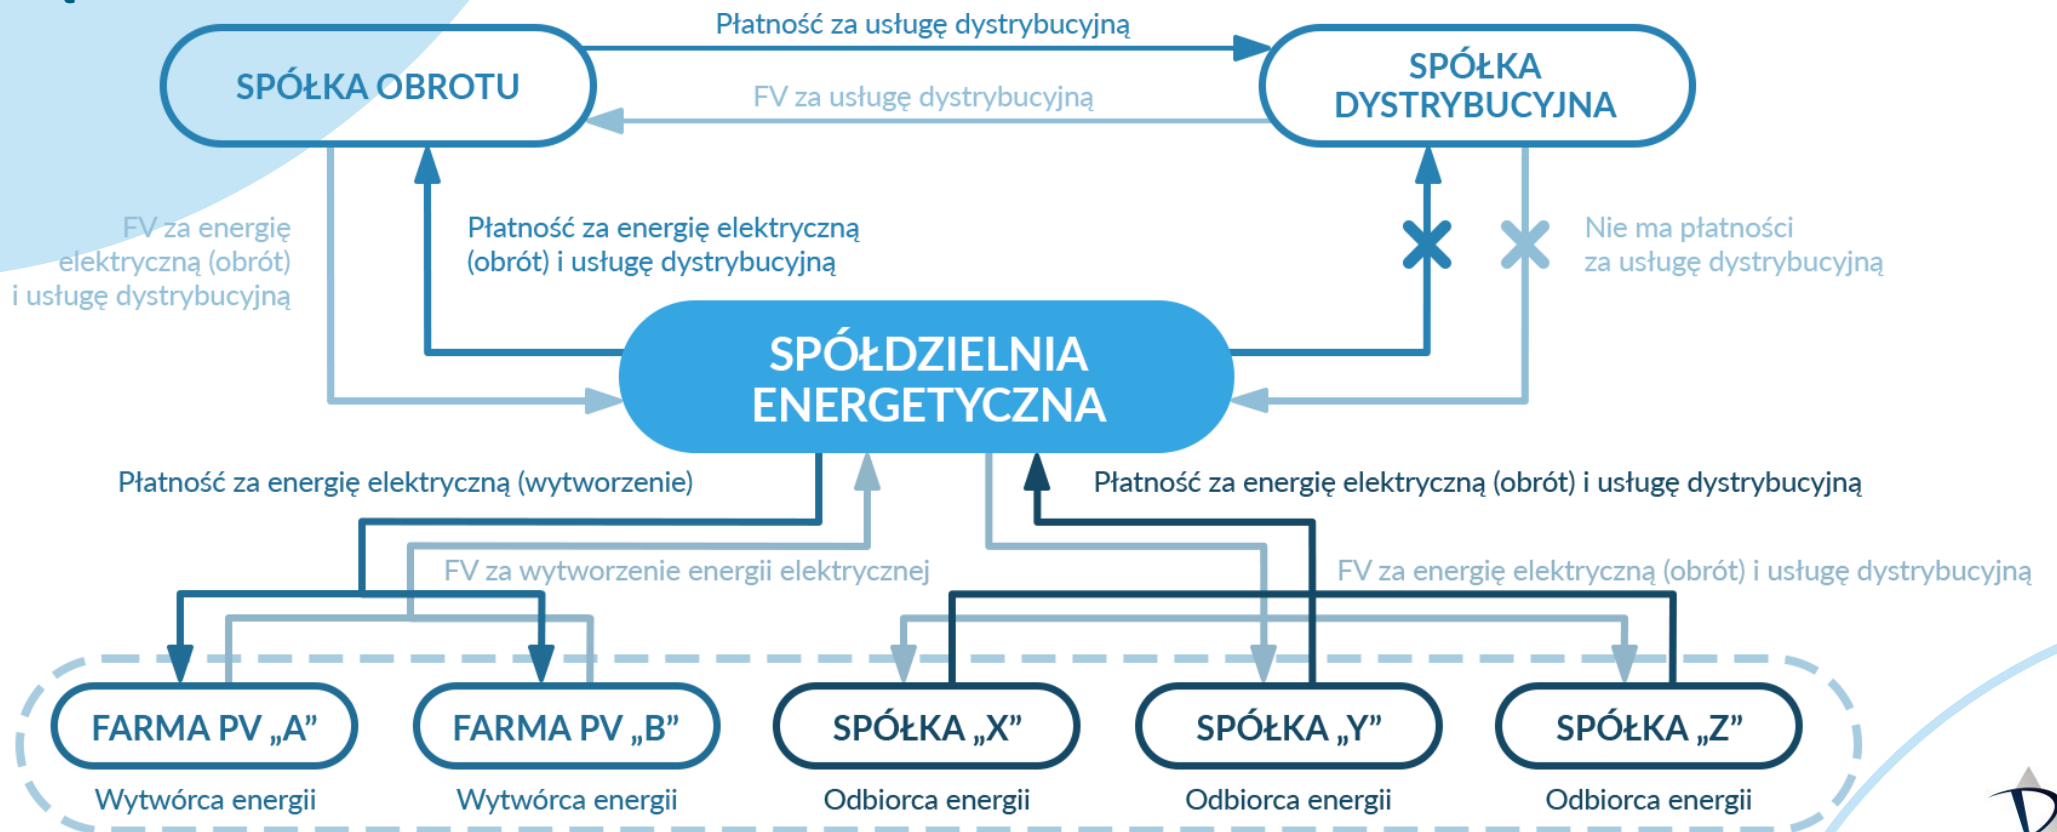 Płatność za usługę dystrybucyjną
SPÓŁKA OBROTU
SPÓŁKA
DYSTRYBUCYJNA
FV za usługę dystrybucyjną
FV za energię
elektryczną (obrót)
i usługę dystrybucyjną
Płatność za energię elektryczną
(obrót) i usługę dystrybucyjną
Nie ma płatności
za usługę dystrybucyjną
SPÓŁDZIELNIA
ENERGETYCZNA
Płatność za energię elektryczną (wytworzenie)
Płatność za energię elektryczną (obrót) i usługę dystrybucyjną
FV za wytworzenie energii elektrycznej
FV za energię elektryczną (obrót) i usługę dystrybucyjną
FARMA PV „A”
FARMA PV „B”
SPÓŁKA „X”
SPÓŁKA „Y”
SPÓŁKA „Z”
Wytwórca energii
Wytwórca energii
Odbiorca energii
Odbiorca energii
Odbiorca energii